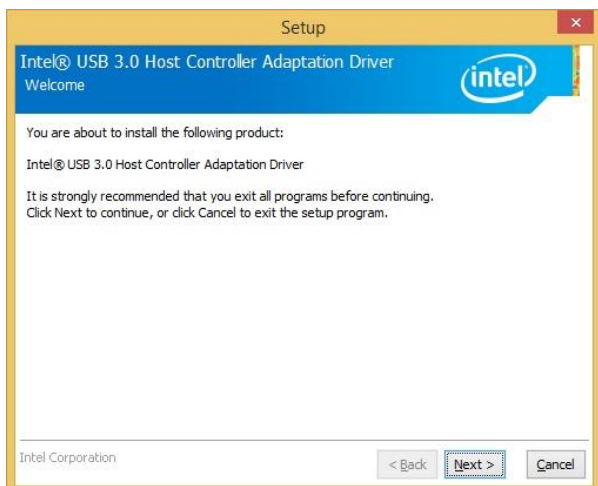 Setup
Intel® USB 3.0 Host Controller Adaptation Driver
Welcome
intel
You are about to install the following product:
Intel® USB 3.0 Host Controller Adaptation Driver
It is strongly recommended that you exit all programs before continuing.
Click Next to continue, or click Cancel to exit the setup program.
Intel Corporation
< Back
Next >
Cancel